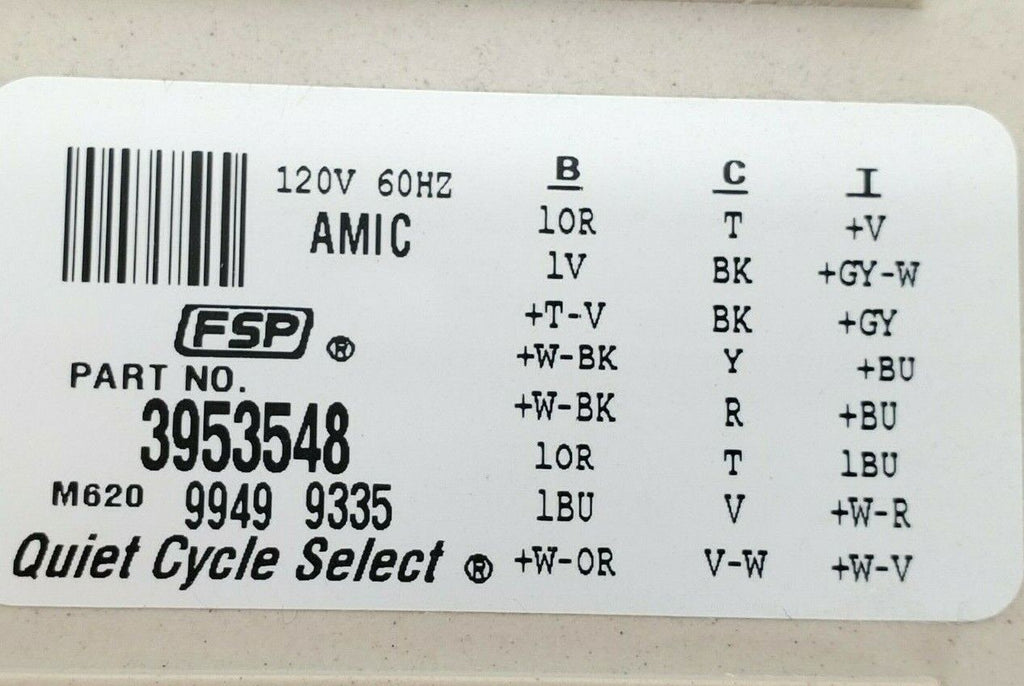 120V 60HZ
AMIC
FSP ®
PART NO.
3953548
M620 9949 9335
Quiet Cycle Select ®
B C I
1OR T +V
1V BK +GY-W
+T-V BK +GY
+W-BK Y +BU
+W-BK R +BU
1OR T 1BU
1BU V +W-R
+W-OR V-W +W-V